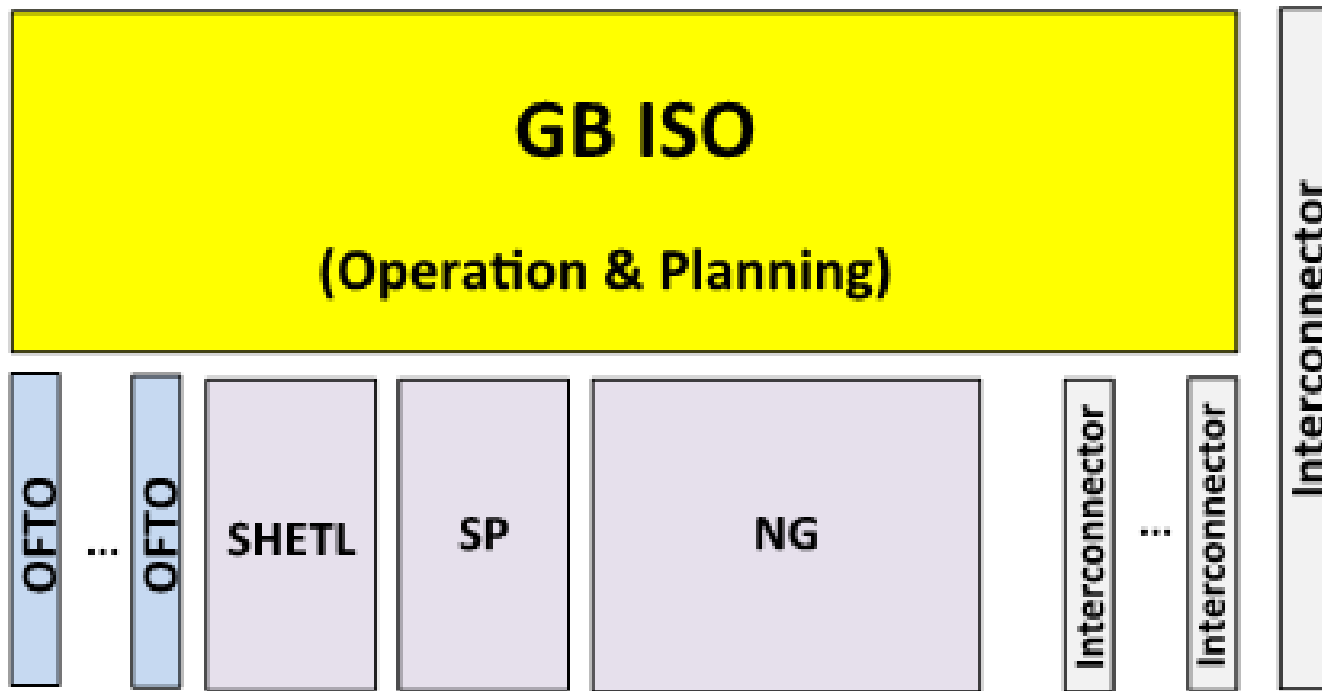 GB ISO
(Operation & Planning)
OFTO
...
OFTO
SHETL
SP
NG
Interconnector
...
Interconnector
Interconnector